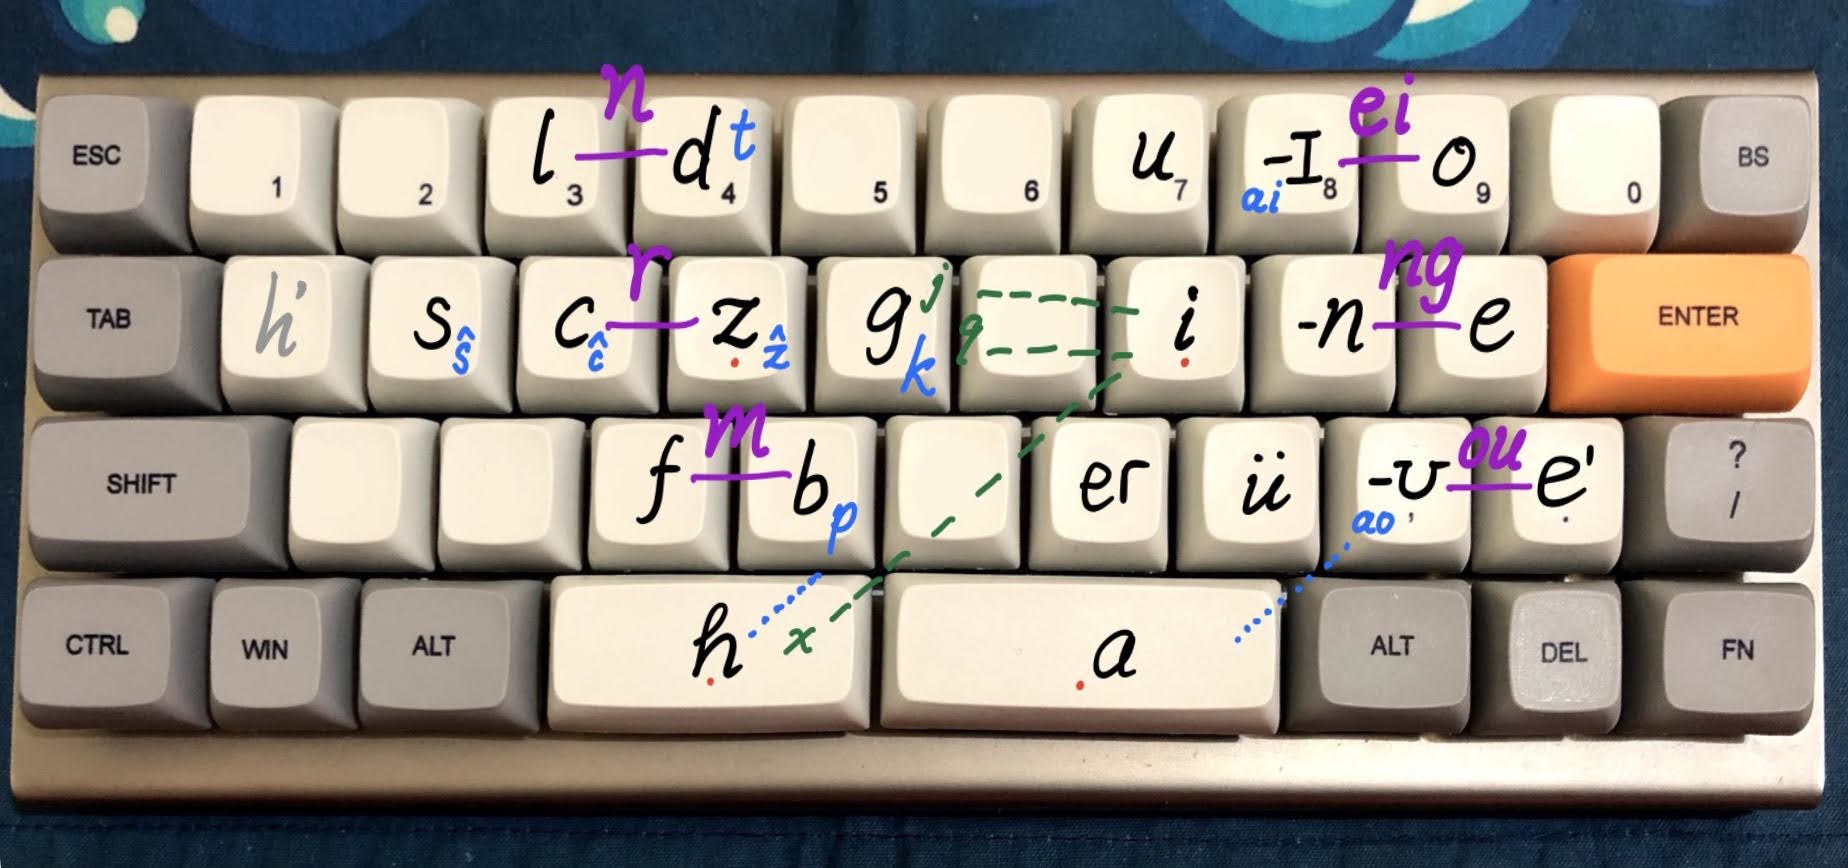 n ei
ESC 1 2 l 3 d t 4 5 6 u 7 -I ai 8 o 9 0 BS
r ng
TAB h' s ŝ c ĉ z ẑ g j k q i -n e ENTER
m ou
SHIFT f b p er ü -ʊ ao , e' . ? /
CTRL WIN ALT h x a ALT DEL FN